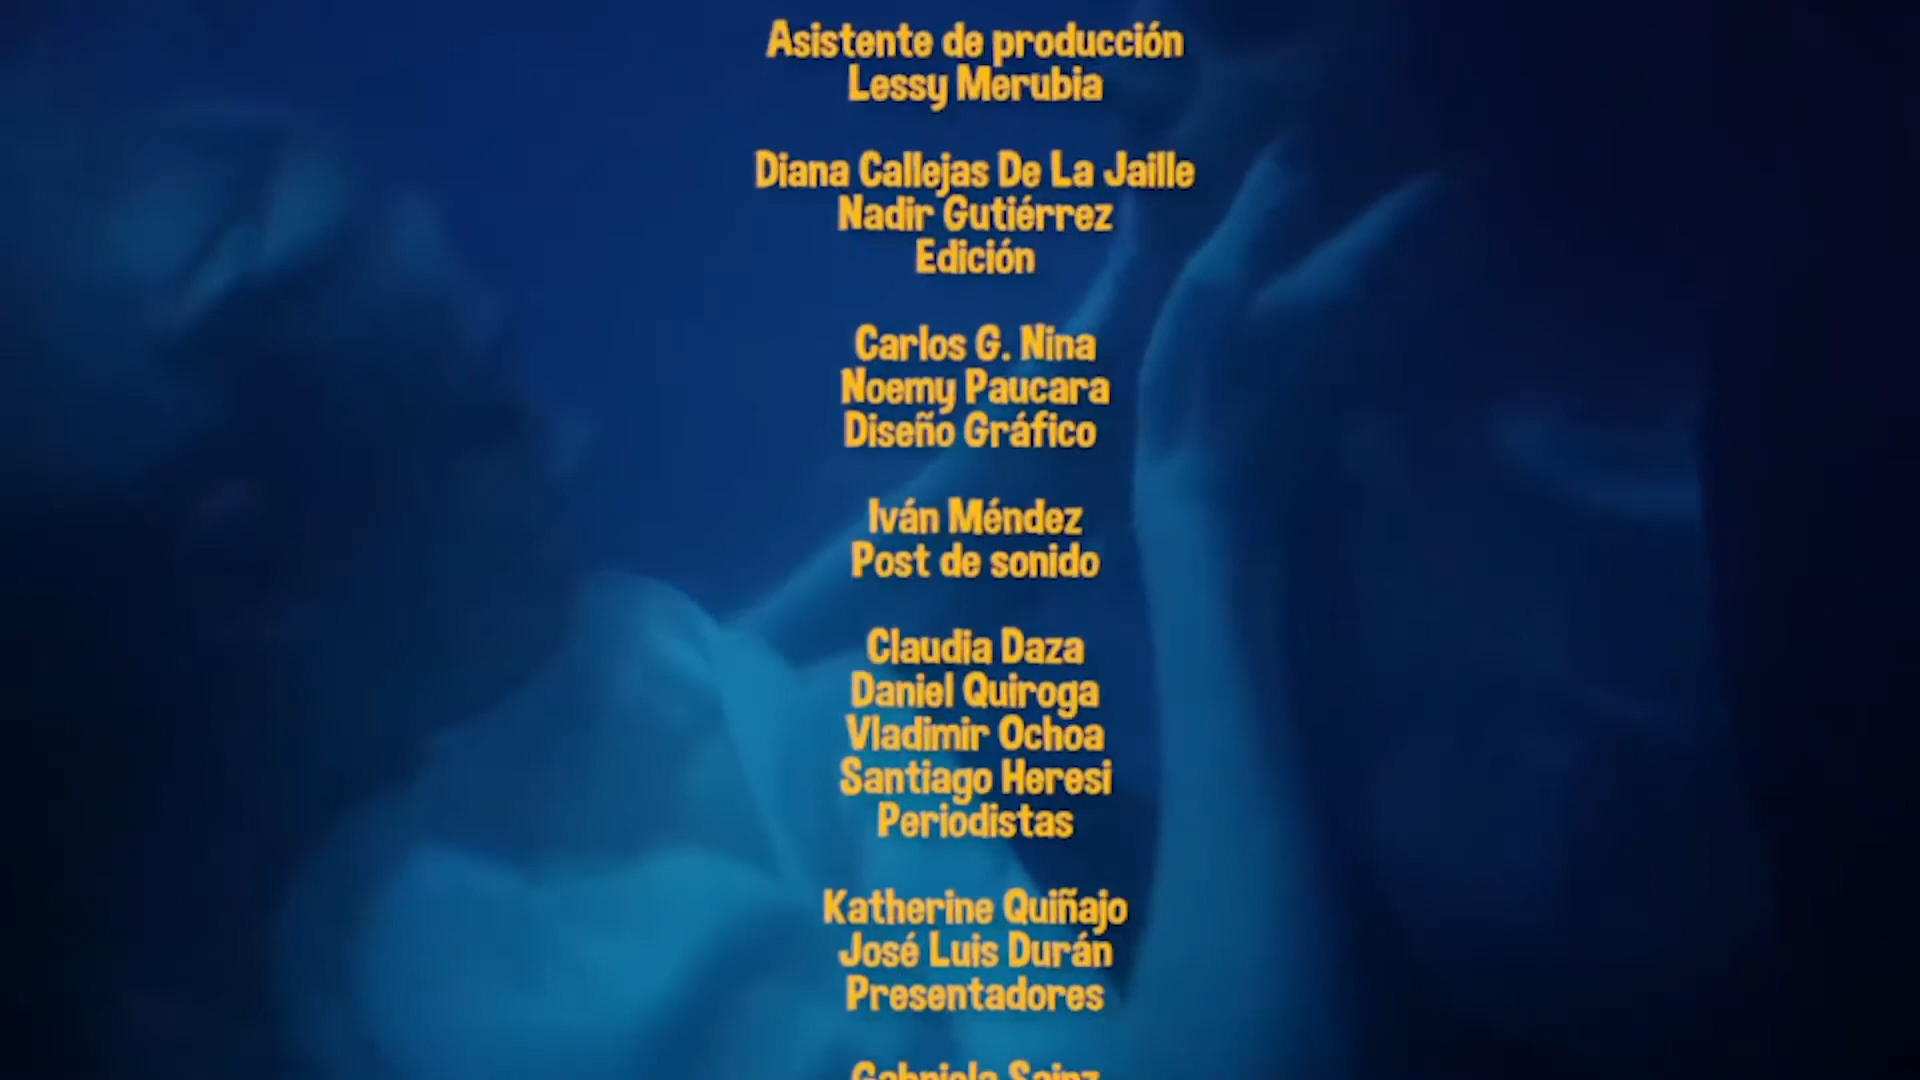 Asistente de producción
Lessy Merubia
Diana Callejas De La Jaille
Nadir Gutiérrez
Edición
Carlos G. Nina
Noemy Paucara
Diseño Gráfico
Iván Méndez
Post de sonido
Claudia Daza
Daniel Quiroga
Vladimir Ochoa
Santiago Heresi
Periodistas
Katherine Quiñajo
José Luis Durán
Presentadores
Gabriela Sainz